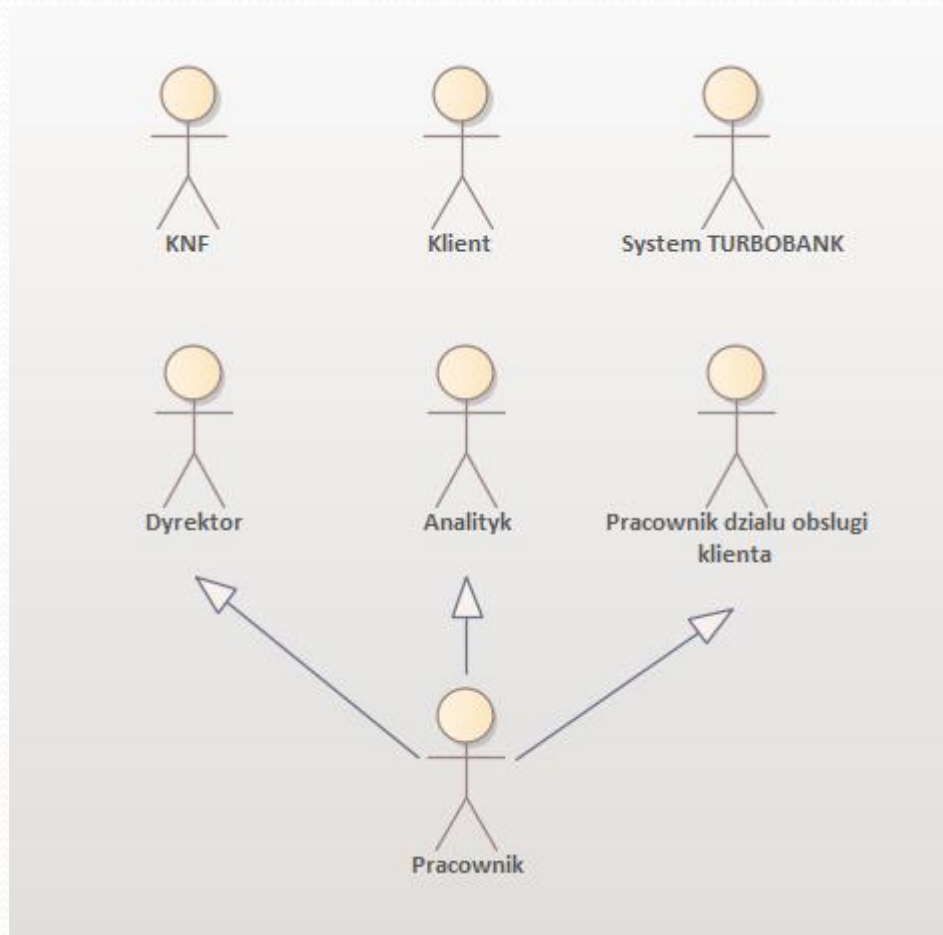 KNF
Klient
System TURBOBANK
Dyrektor
Analityk
Pracownik dzialu obslugi
klienta
Pracownik